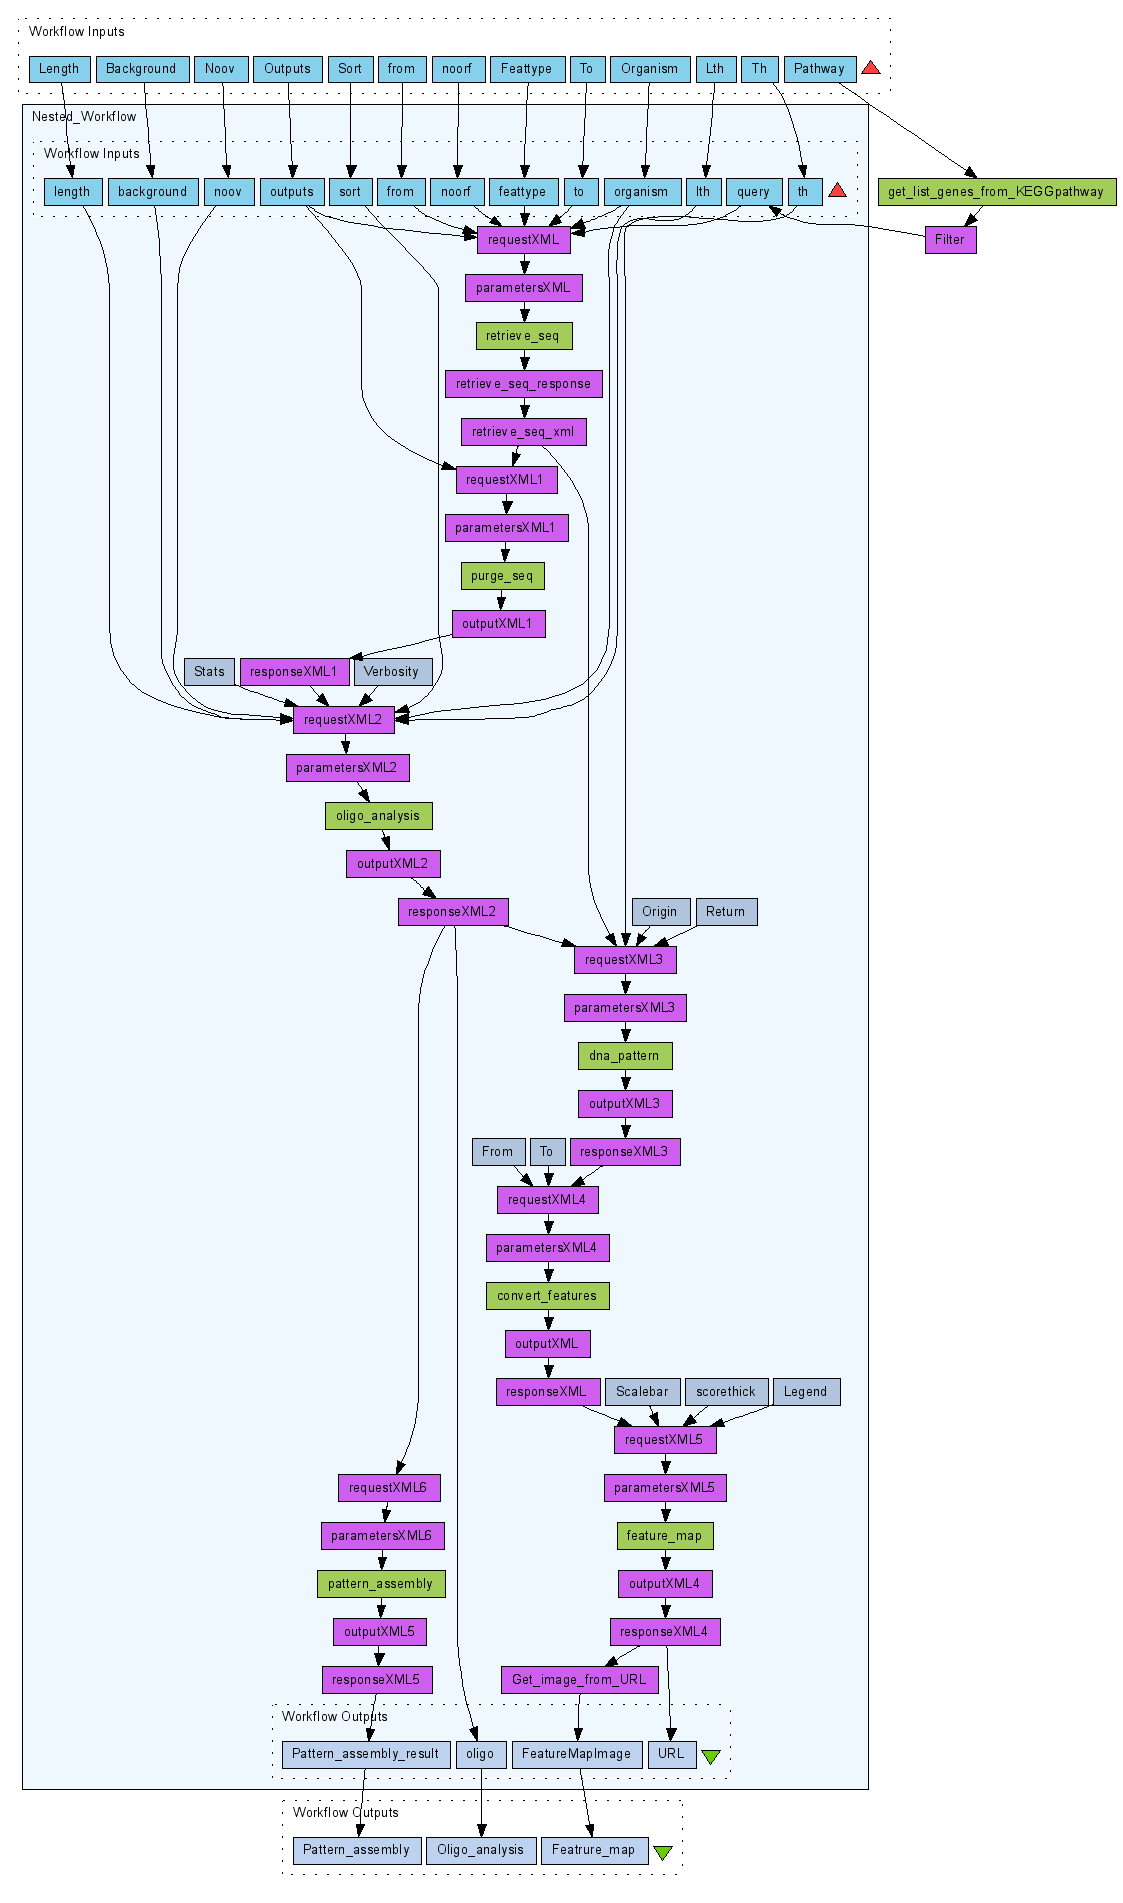 Workflow Inputs
Length Background Noov Outputs Sort from noorf Feattype To Organism Lth Th Pathway
Nested_Workflow
Workflow Inputs
length background noov outputs sort from noorf feattype to organism lth query th get_list_genes_from_KEGGpathway
requestXML Filter
parametersXML
retrieve_seq
retrieve_seq_response
retrieve_seq_xml
requestXML1
parametersXML1
purge_seq
outputXML1
Stats responseXML1 Verbosity
requestXML2
parametersXML2
oligo_analysis
outputXML2
responseXML2 Origin Return
requestXML3
parametersXML3
dna_pattern
outputXML3
From To responseXML3
requestXML4
parametersXML4
convert_features
outputXML
responseXML Scalebar scorethick Legend
requestXML5
requestXML6 parametersXML5
parametersXML6 feature_map
pattern_assembly outputXML4
outputXML5 responseXML4
responseXML5 Get_image_from_URL
Workflow Outputs
Pattern_assembly_result oligo FeatureMapImage URL
Workflow Outputs
Pattern_assembly Oligo_analysis Featrure_map